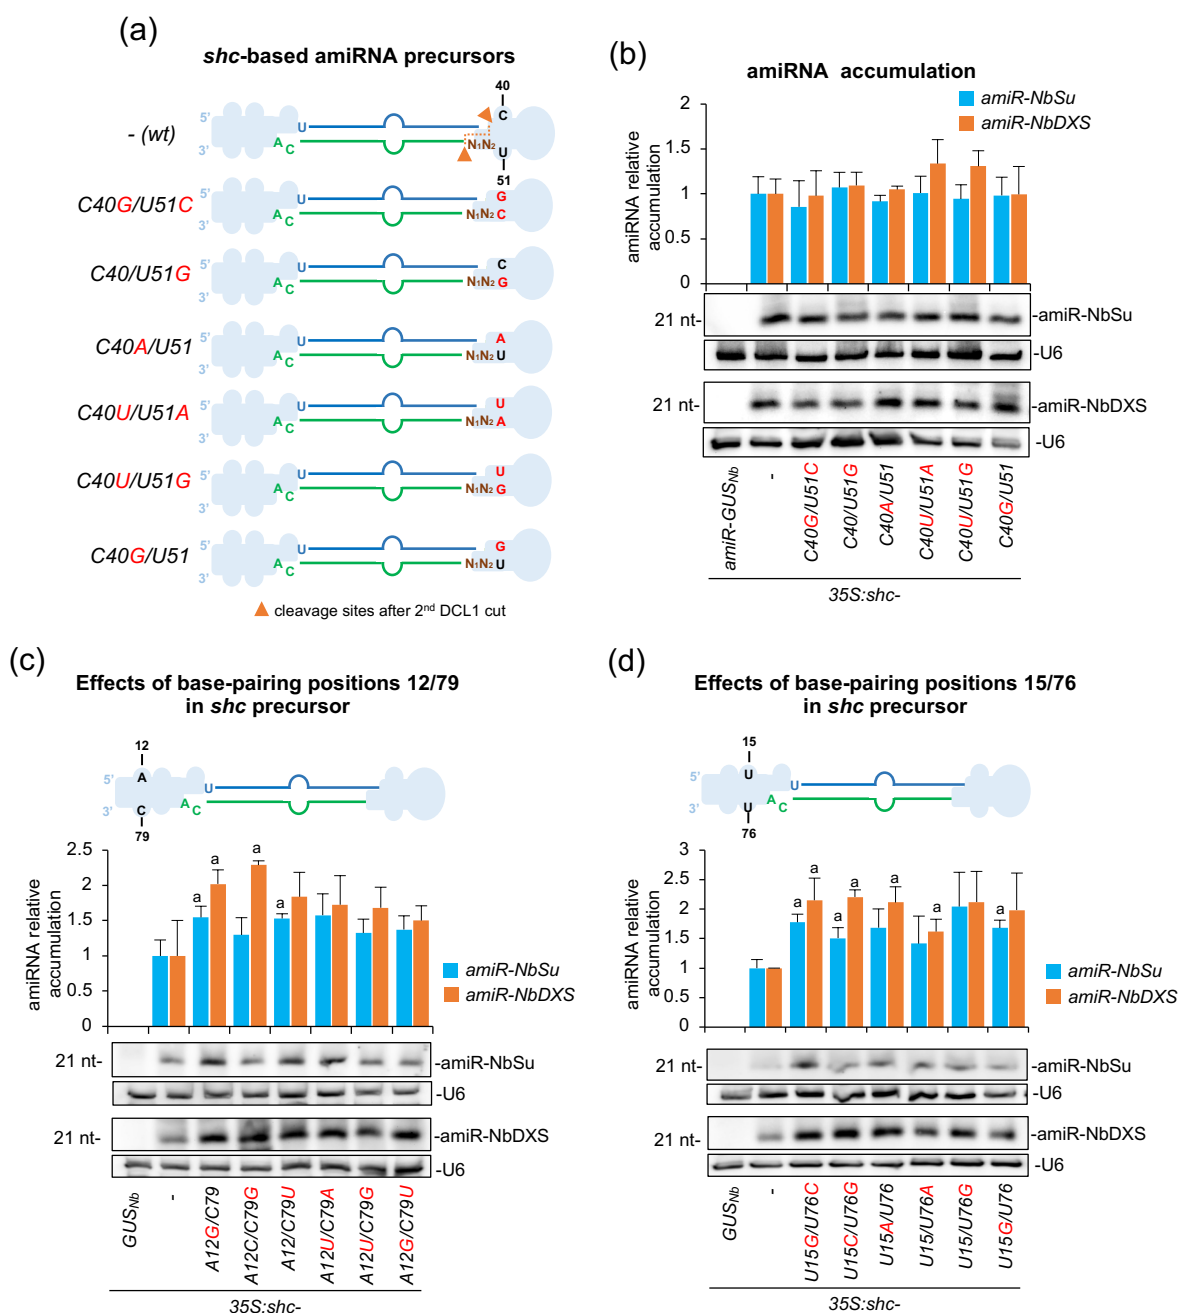 (a)
shc-based amiRNA precursors
40
- (wt)
5'
3'
U
A C
C
N1N2
U
51
C40G/U51C
5'
3'
U
A C
G
N1N2 C
C40/U51G
5'
3'
U
A C
C
N1N2 G
C40A/U51
5'
3'
U
A C
A
N1N2 U
C40U/U51A
5'
3'
U
A C
U
N1N2 A
C40U/U51G
5'
3'
U
A C
U
N1N2 G
C40G/U51
5'
3'
U
A C
G
N1N2 U
cleavage sites after 2nd DCL1 cut
(b)
amiRNA accumulation
amiR-NbSu
amiR-NbDXS
amiRNA relative
accumulation
2
1.5
1
0.5
0
21 nt-
-amiR-NbSu
-U6
21 nt-
-amiR-NbDXS
-U6
amiR-GUSNb
-
C40G/U51C
C40/U51G
C40A/U51
C40U/U51A
C40U/U51G
C40G/U51
35S:shc-
(c)
Effects of base-pairing positions 12/79
in shc precursor
12
5'
3'
A
C
79
U
A C
amiRNA relative
accumulation
2.5
2
1.5
1
0.5
0
a a a a
amiR-NbSu
amiR-NbDXS
21 nt-
-amiR-NbSu
-U6
21 nt-
-amiR-NbDXS
-U6
GUSNb
-
A12G/C79
A12C/C79G
A12/C79U
A12U/C79A
A12U/C79G
A12G/C79U
35S:shc-
(d)
Effects of base-pairing positions 15/76
in shc precursor
15
5'
3'
U
U
76
U
A C
amiRNA relative
accumulation
3
2.5
2
1.5
1
0.5
0
a a a a a a a
amiR-NbSu
amiR-NbDXS
21 nt-
-amiR-NbSu
-U6
21 nt-
-amiR-NbDXS
-U6
GUSNb
-
U15G/U76C
U15C/U76G
U15A/U76
U15/U76A
U15/U76G
U15G/U76
35S:shc-